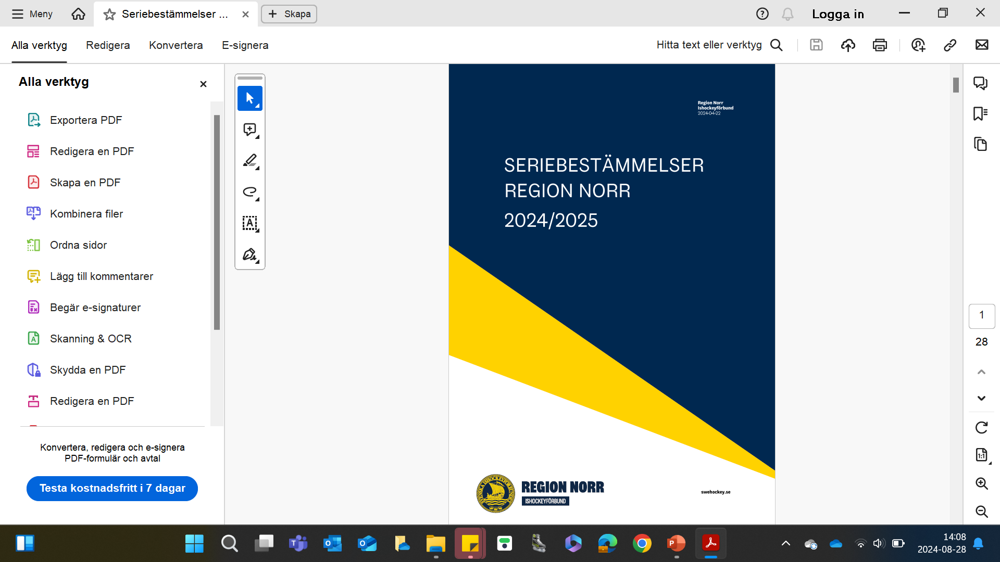 Meny
Seriebestämmelser ...
Skapa
Logga in
Alla verktyg
Redigera
Konvertera
E-signera
Hitta text eller verktyg
Alla verktyg
Exportera PDF
Redigera en PDF
Skapa en PDF
Kombinera filer
Ordna sidor
Lägg till kommentarer
Begär e-signaturer
Skanning & OCR
Skydda en PDF
Redigera en PDF
Konvertera, redigera och e-signera
PDF-formulär och avtal
Testa kostnadsfritt i 7 dagar
Region Norr
Ishockeyförbund
2024-04-22
SERIEBESTÄMMELSER
REGION NORR
2024/2025
SVENSKA ISHOCKEYFÖRBUNDET
REGION NORR
ISHOCKEYFÖRBUND
swehockey.se
1
28
14:08
2024-08-28